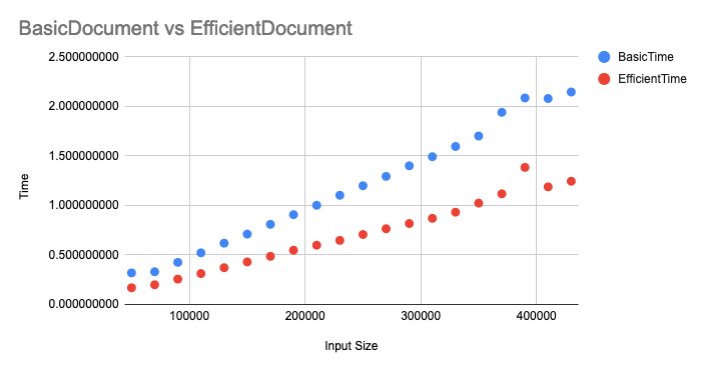 BasicDocument vs EfficientDocument
2.500000000
2.000000000
1.500000000
1.000000000
0.500000000
0.000000000
Time
100000
200000
300000
400000
Input Size
BasicTime
EfficientTime